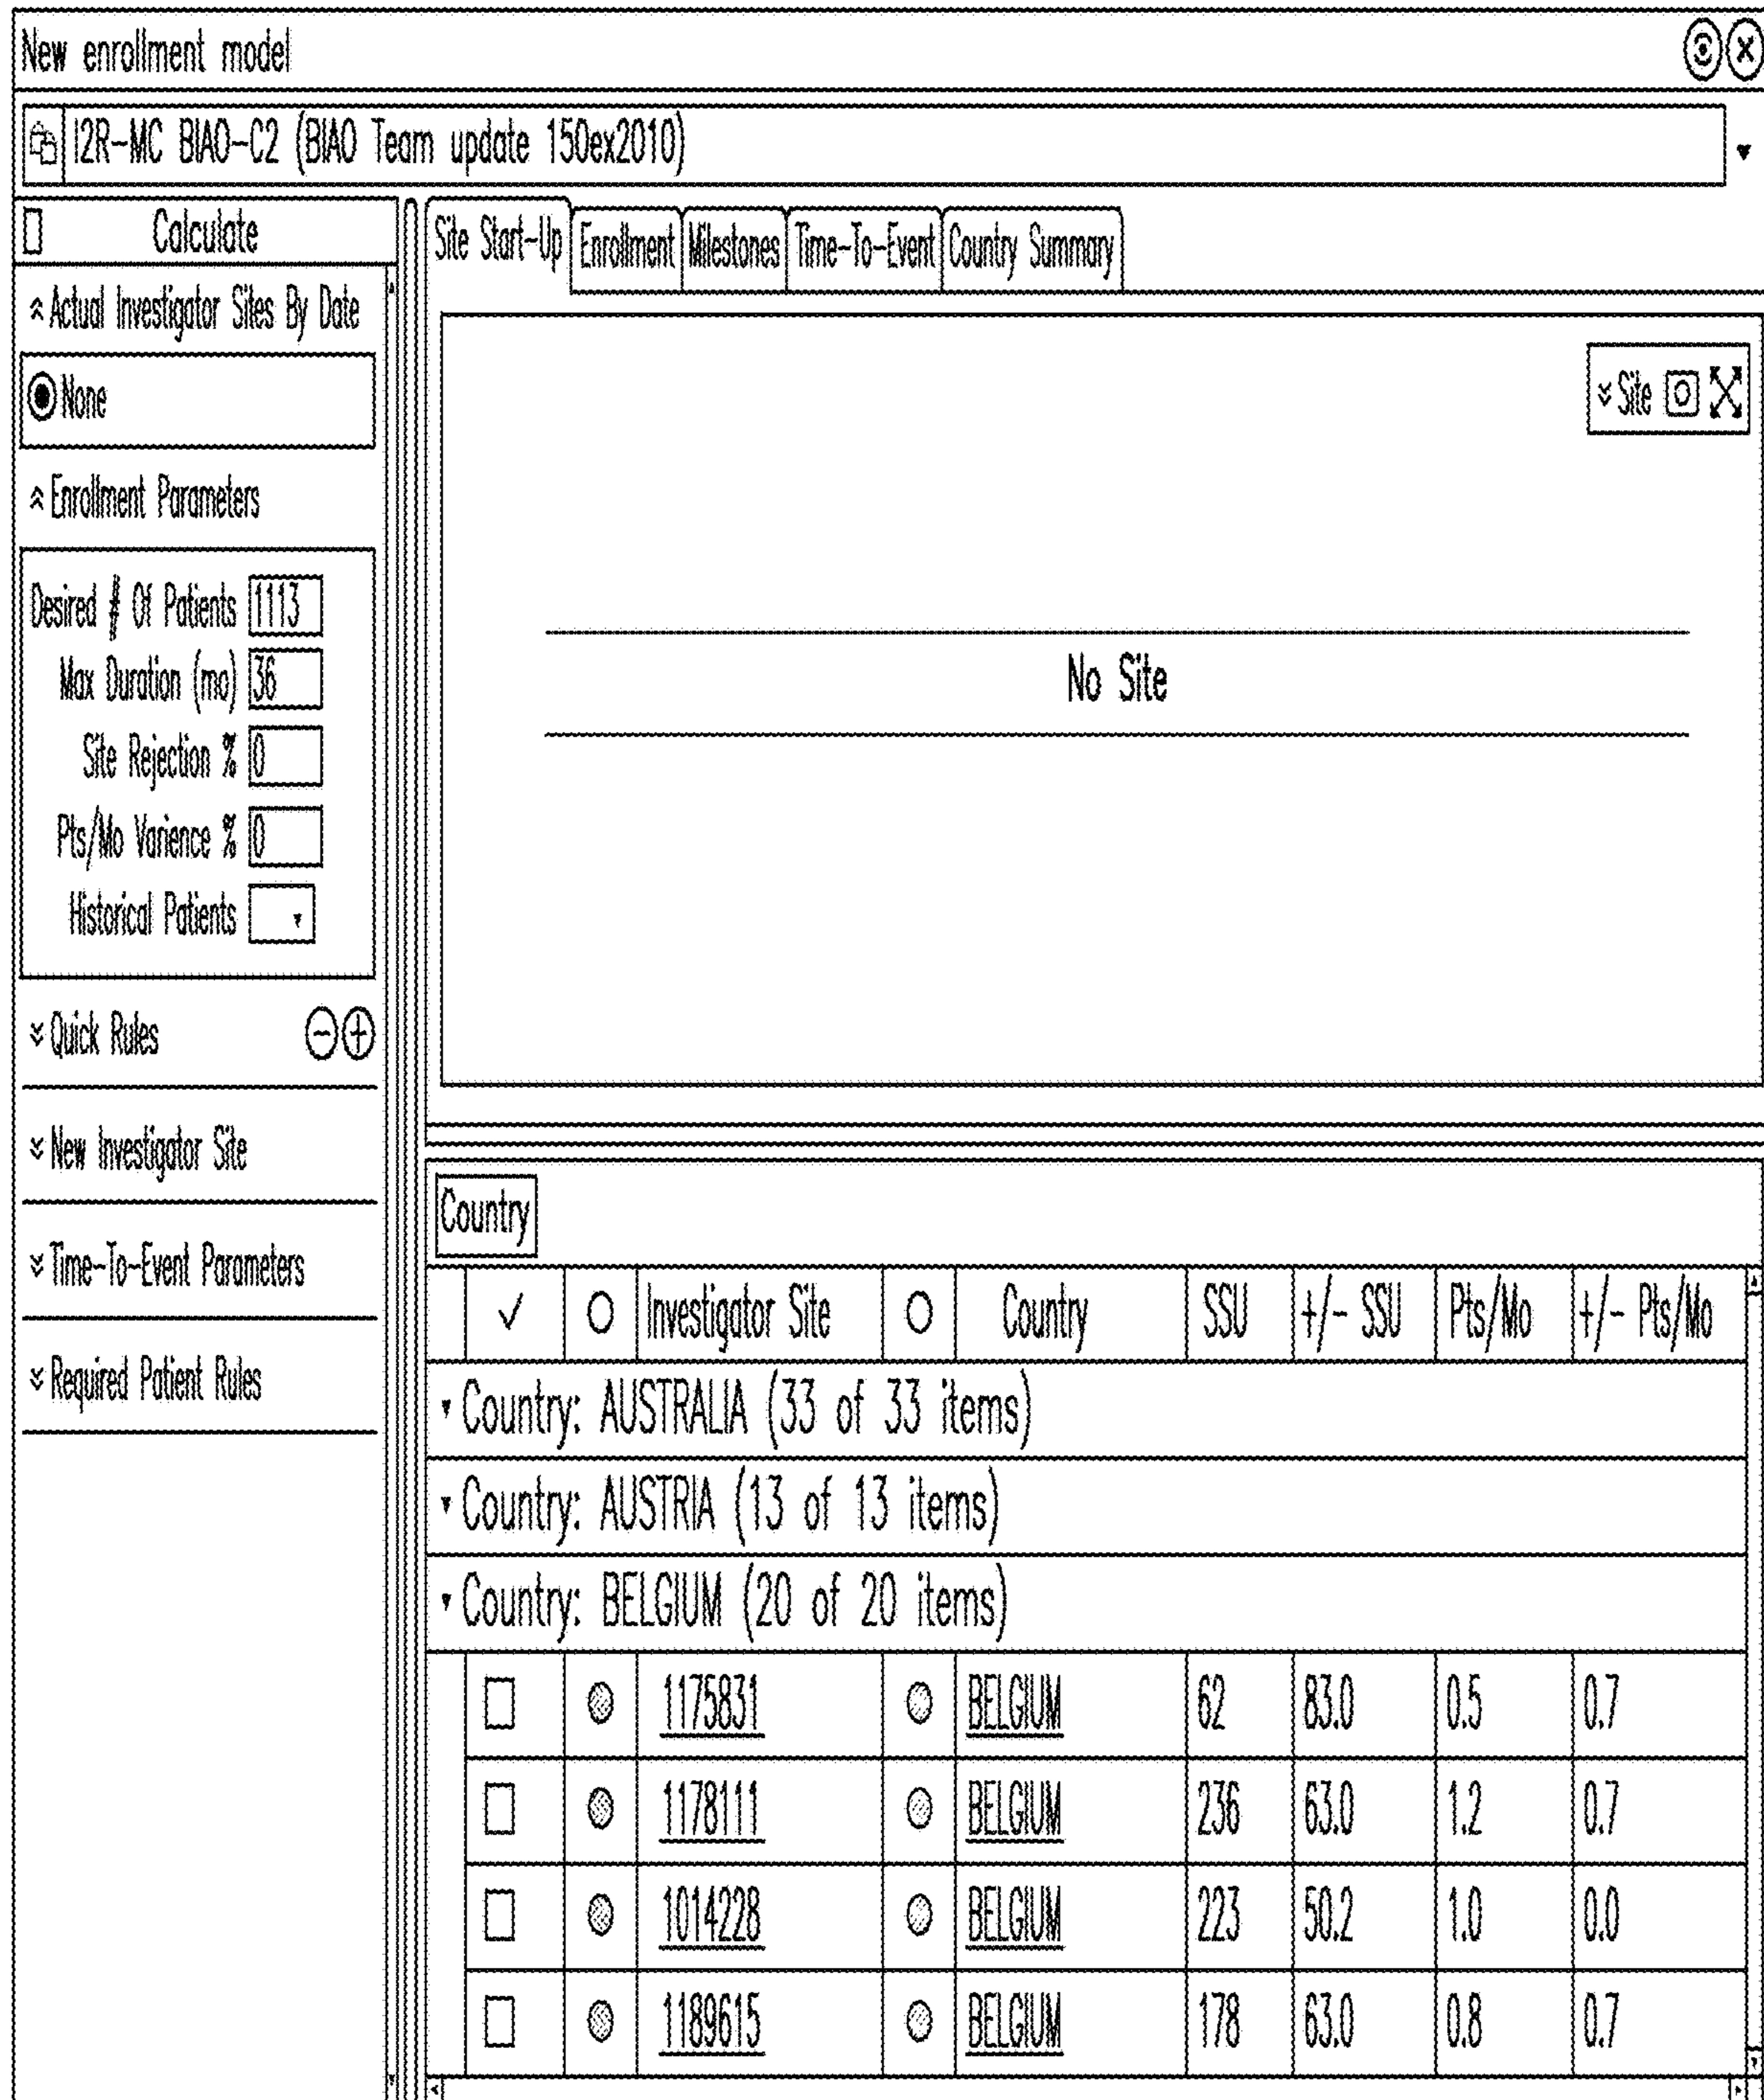 New enrollment model
I2R-MC BIAO-C2 (BIAO Team update 150ex2010)
Calculate
Actual Investigator Sites By Date
None
Enrollment Parameters
Desired # Of Patients 1113
Max Duration (mo) 36
Site Rejection % 0
Pts/Mo Varience % 0
Historical Patients
Quick Rules
New Investigator Site
Time-To-Event Parameters
Required Patient Rules
Site Start-Up Enrollment Milestones Time-To-Event Country Summary
Site
No Site
Country
Investigator Site Country SSU +/- SSU Pts/Mo +/- Pts/Mo
Country: AUSTRALIA (33 of 33 items)
Country: AUSTRIA (13 of 13 items)
Country: BELGIUM (20 of 20 items)
1175831 BELGIUM 62 83.0 0.5 0.7
1178111 BELGIUM 236 63.0 1.2 0.7
1014228 BELGIUM 223 50.2 1.0 0.0
1189615 BELGIUM 178 63.0 0.8 0.7